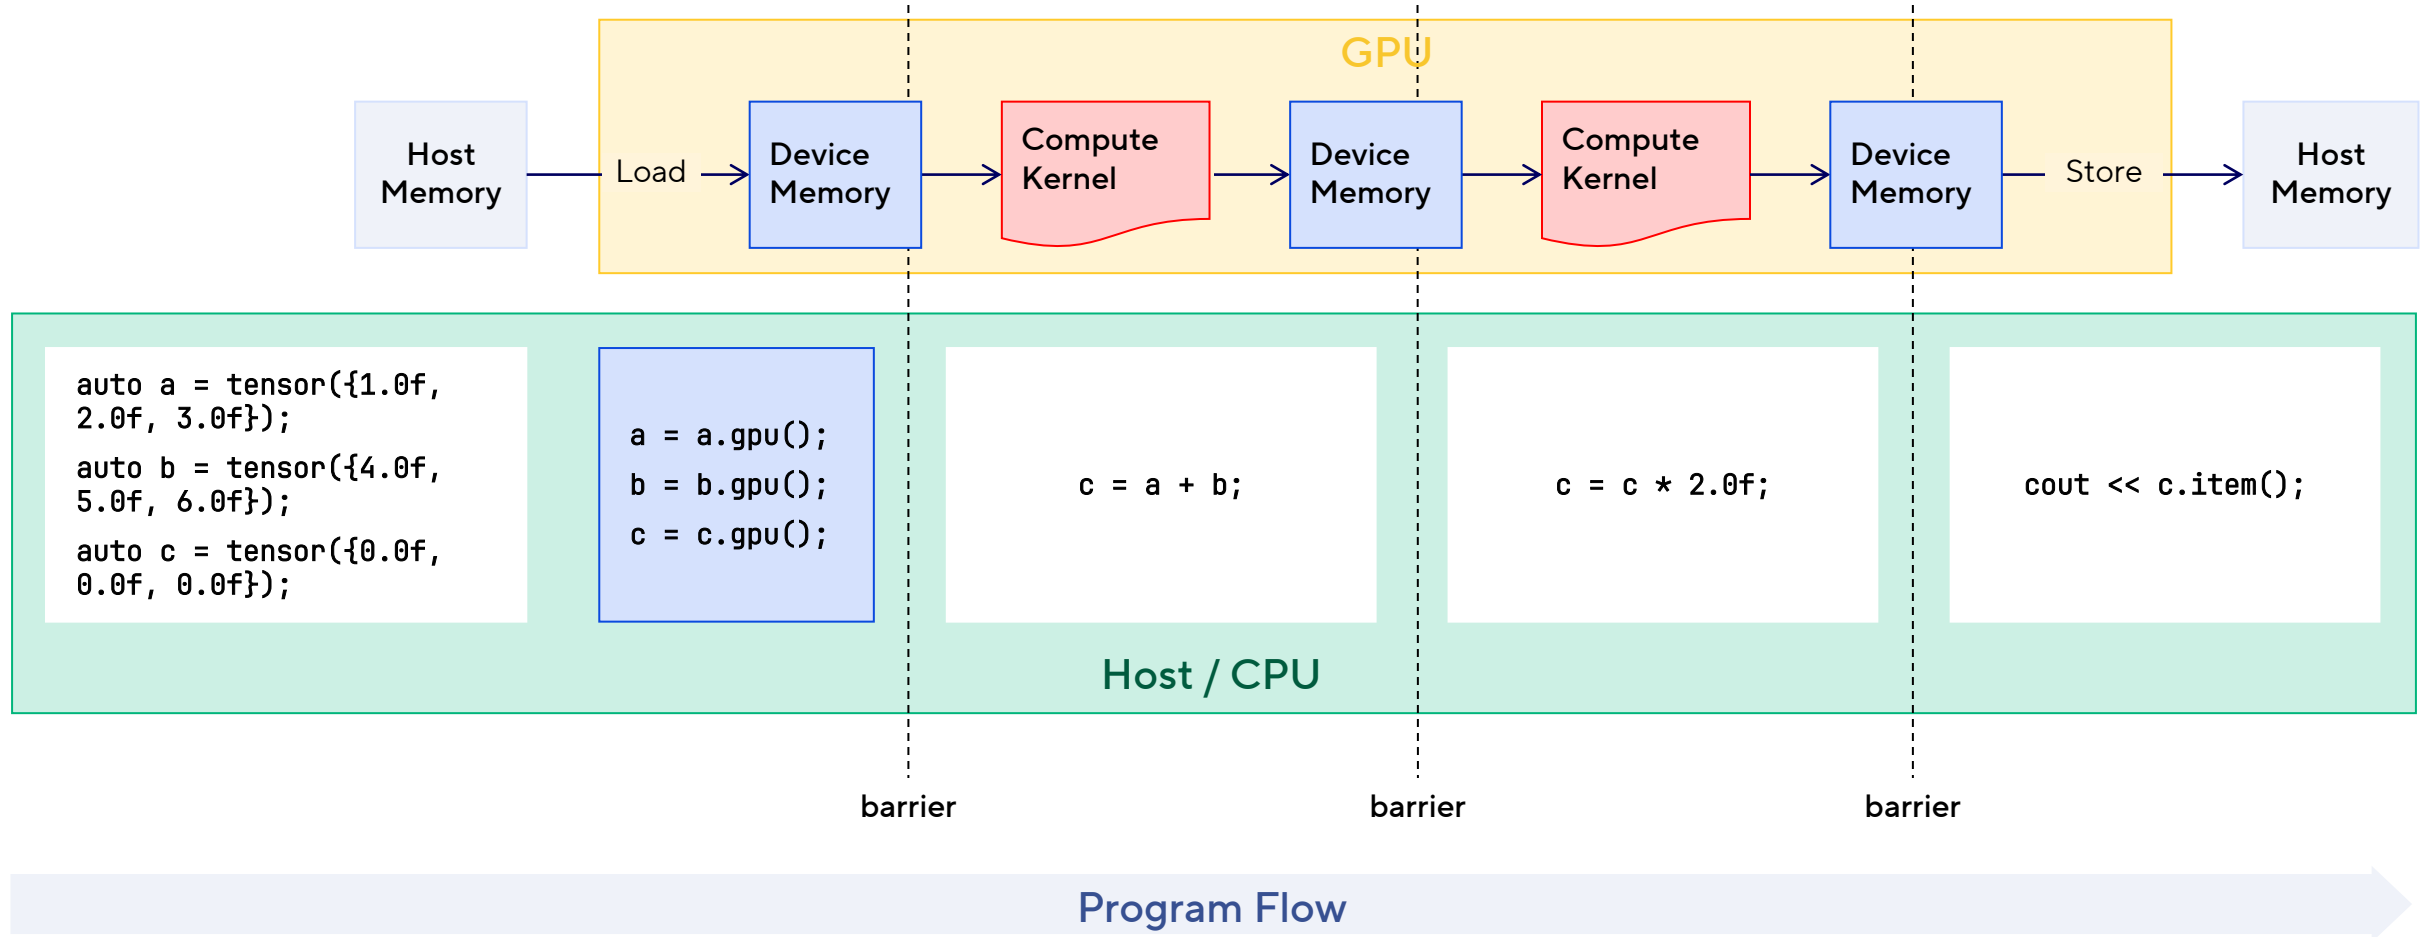 GPU
Host
Memory
Load
Device
Memory
Compute
Kernel
Device
Memory
Compute
Kernel
Device
Memory
Store
Host
Memory
auto a = tensor({1.0f,
2.0f, 3.0f});
auto b = tensor({4.0f,
5.0f, 6.0f});
auto c = tensor({0.0f,
0.0f, 0.0f});
a = a.gpu();
b = b.gpu();
c = c.gpu();
c = a + b;
c = c * 2.0f;
cout << c.item();
Host / CPU
barrier
barrier
barrier
Program Flow